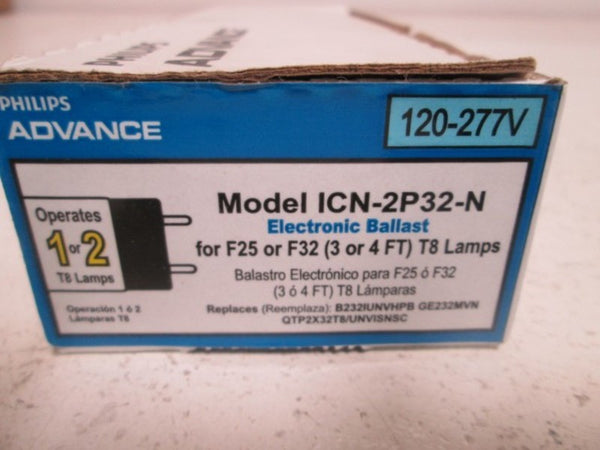 PHILIPS
ADVANCE
PHILIPS
ADVANCE
120-277V
Operates
1 or 2
T8 Lamps
Operación 1 ó 2
Lámparas T8
Model ICN-2P32-N
Electronic Ballast
for F25 or F32 (3 or 4 FT) T8 Lamps
Balastro Electrónico para F25 ó F32
(3 ó 4 FT) T8 Lámparas
Replaces (Reemplaza): B232IUNVHPB GE232MVN
QTP2X32T8/UNVISNSC